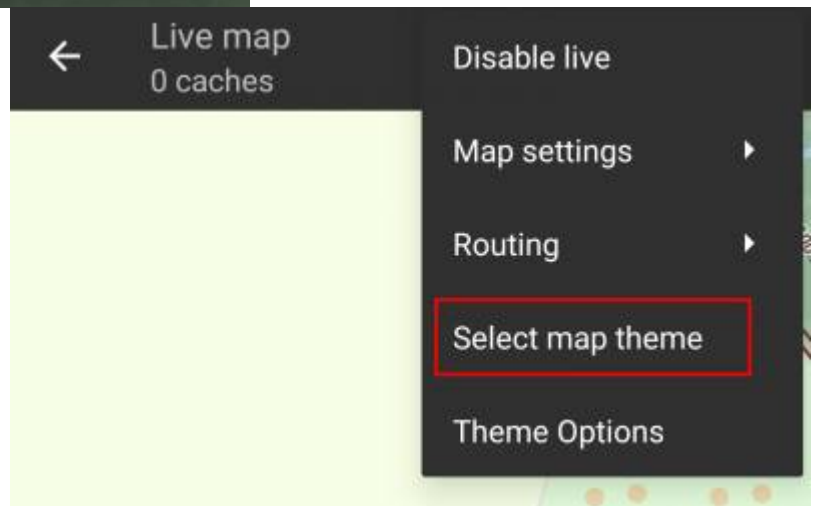 Live map
0 caches
Disable live
Map settings
Routing
Select map theme
Theme Options